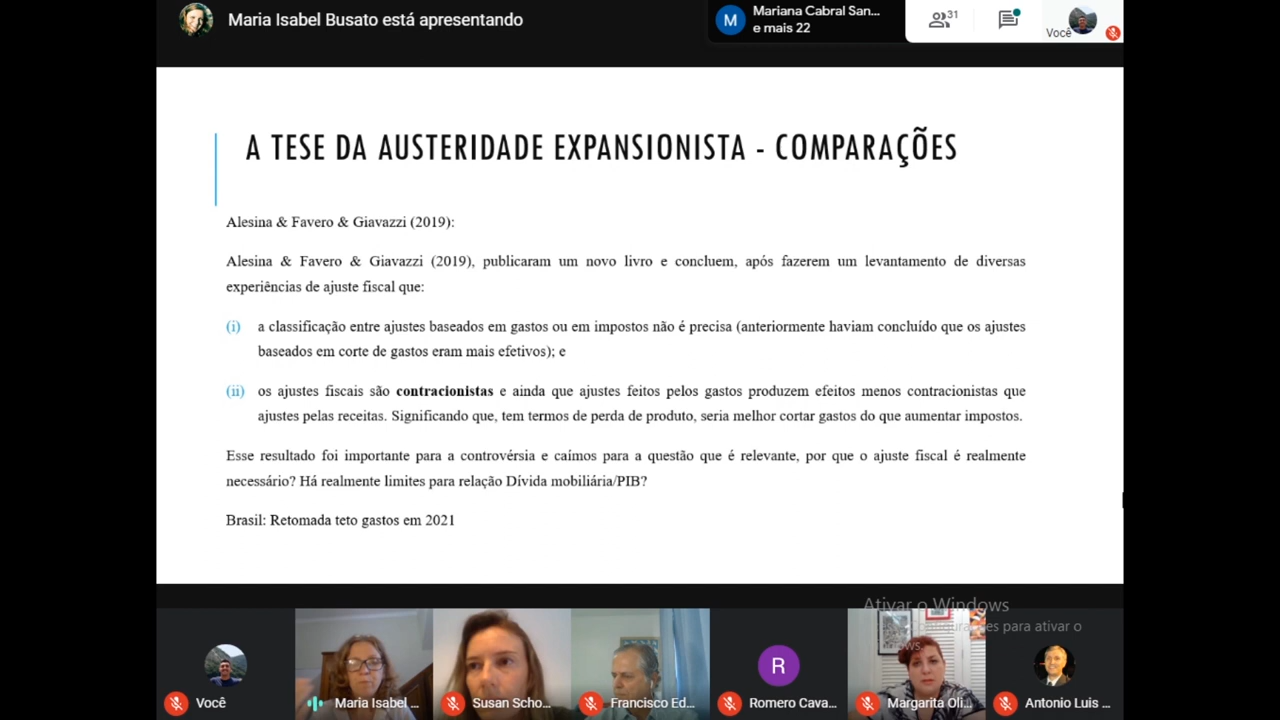 Maria Isabel Busato está apresentando
M
Mariana Cabral San...
e mais 22
31
Você
A TESE DA AUSTERIDADE EXPANSIONISTA - COMPARAÇÕES
Alesina & Favero & Giavazzi (2019):
Alesina & Favero & Giavazzi (2019), publicaram um novo livro e concluem, após fazerem um levantamento de diversas
experiências de ajuste fiscal que:
(i) a classificação entre ajustes baseados em gastos ou em impostos não é precisa (anteriormente haviam concluído que os ajustes
baseados em corte de gastos eram mais efetivos); e
(ii) os ajustes fiscais são contracionistas e ainda que ajustes feitos pelos gastos produzem efeitos menos contracionistas que
ajustes pelas receitas. Significando que, tem termos de perda de produto, seria melhor cortar gastos do que aumentar impostos.
Esse resultado foi importante para a controvérsia e caímos para a questão que é relevante, por que o ajuste fiscal é realmente
necessário? Há realmente limites para relação Dívida mobiliária/PIB?
Brasil: Retomada teto gastos em 2021
Ativar o Windows
es para ativar o
R
Você
Maria Isabel ...
Susan Scho...
Francisco Ed...
Romero Cava...
Margarita Oli...
Antonio Luis ...